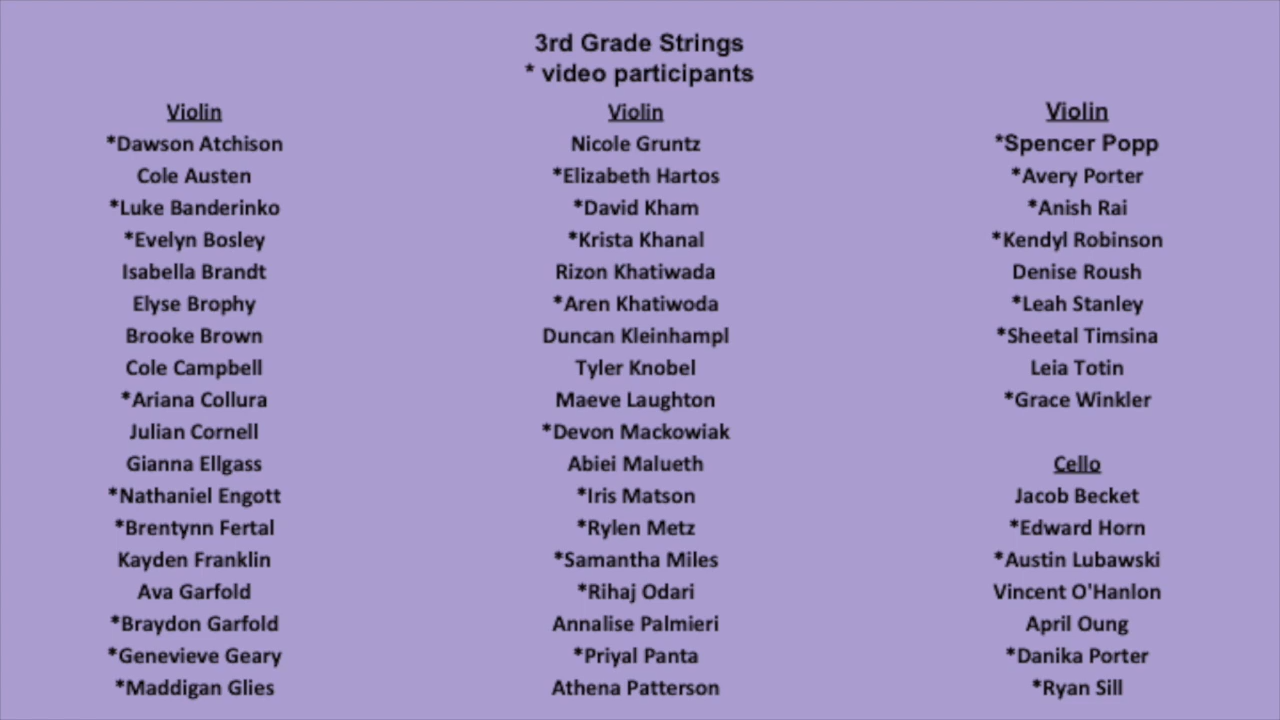 3rd Grade Strings
* video participants
Violin
*Dawson Atchison
Cole Austen
*Luke Banderinko
*Evelyn Bosley
Isabella Brandt
Elyse Brophy
Brooke Brown
Cole Campbell
*Ariana Collura
Julian Cornell
Gianna Ellgass
*Nathaniel Engott
*Brentynn Fertal
Kayden Franklin
Ava Garfold
*Braydon Garfold
*Genevieve Geary
*Maddigan Glies
Violin
Nicole Gruntz
*Elizabeth Hartos
*David Kham
*Krista Khanal
Rizon Khatiwada
*Aren Khatiwoda
Duncan Kleinhampl
Tyler Knobel
Maeve Laughton
*Devon Mackowiak
Abiei Malueth
*Iris Matson
*Rylen Metz
*Samantha Miles
*Rihaj Odari
Annalise Palmieri
*Priyal Panta
Athena Patterson
Violin
*Spencer Popp
*Avery Porter
*Anish Rai
*Kendyl Robinson
Denise Roush
*Leah Stanley
*Sheetal Timsina
Leia Totin
*Grace Winkler
Cello
Jacob Becket
*Edward Horn
*Austin Lubawski
Vincent O'Hanlon
April Oung
*Danika Porter
*Ryan Sill